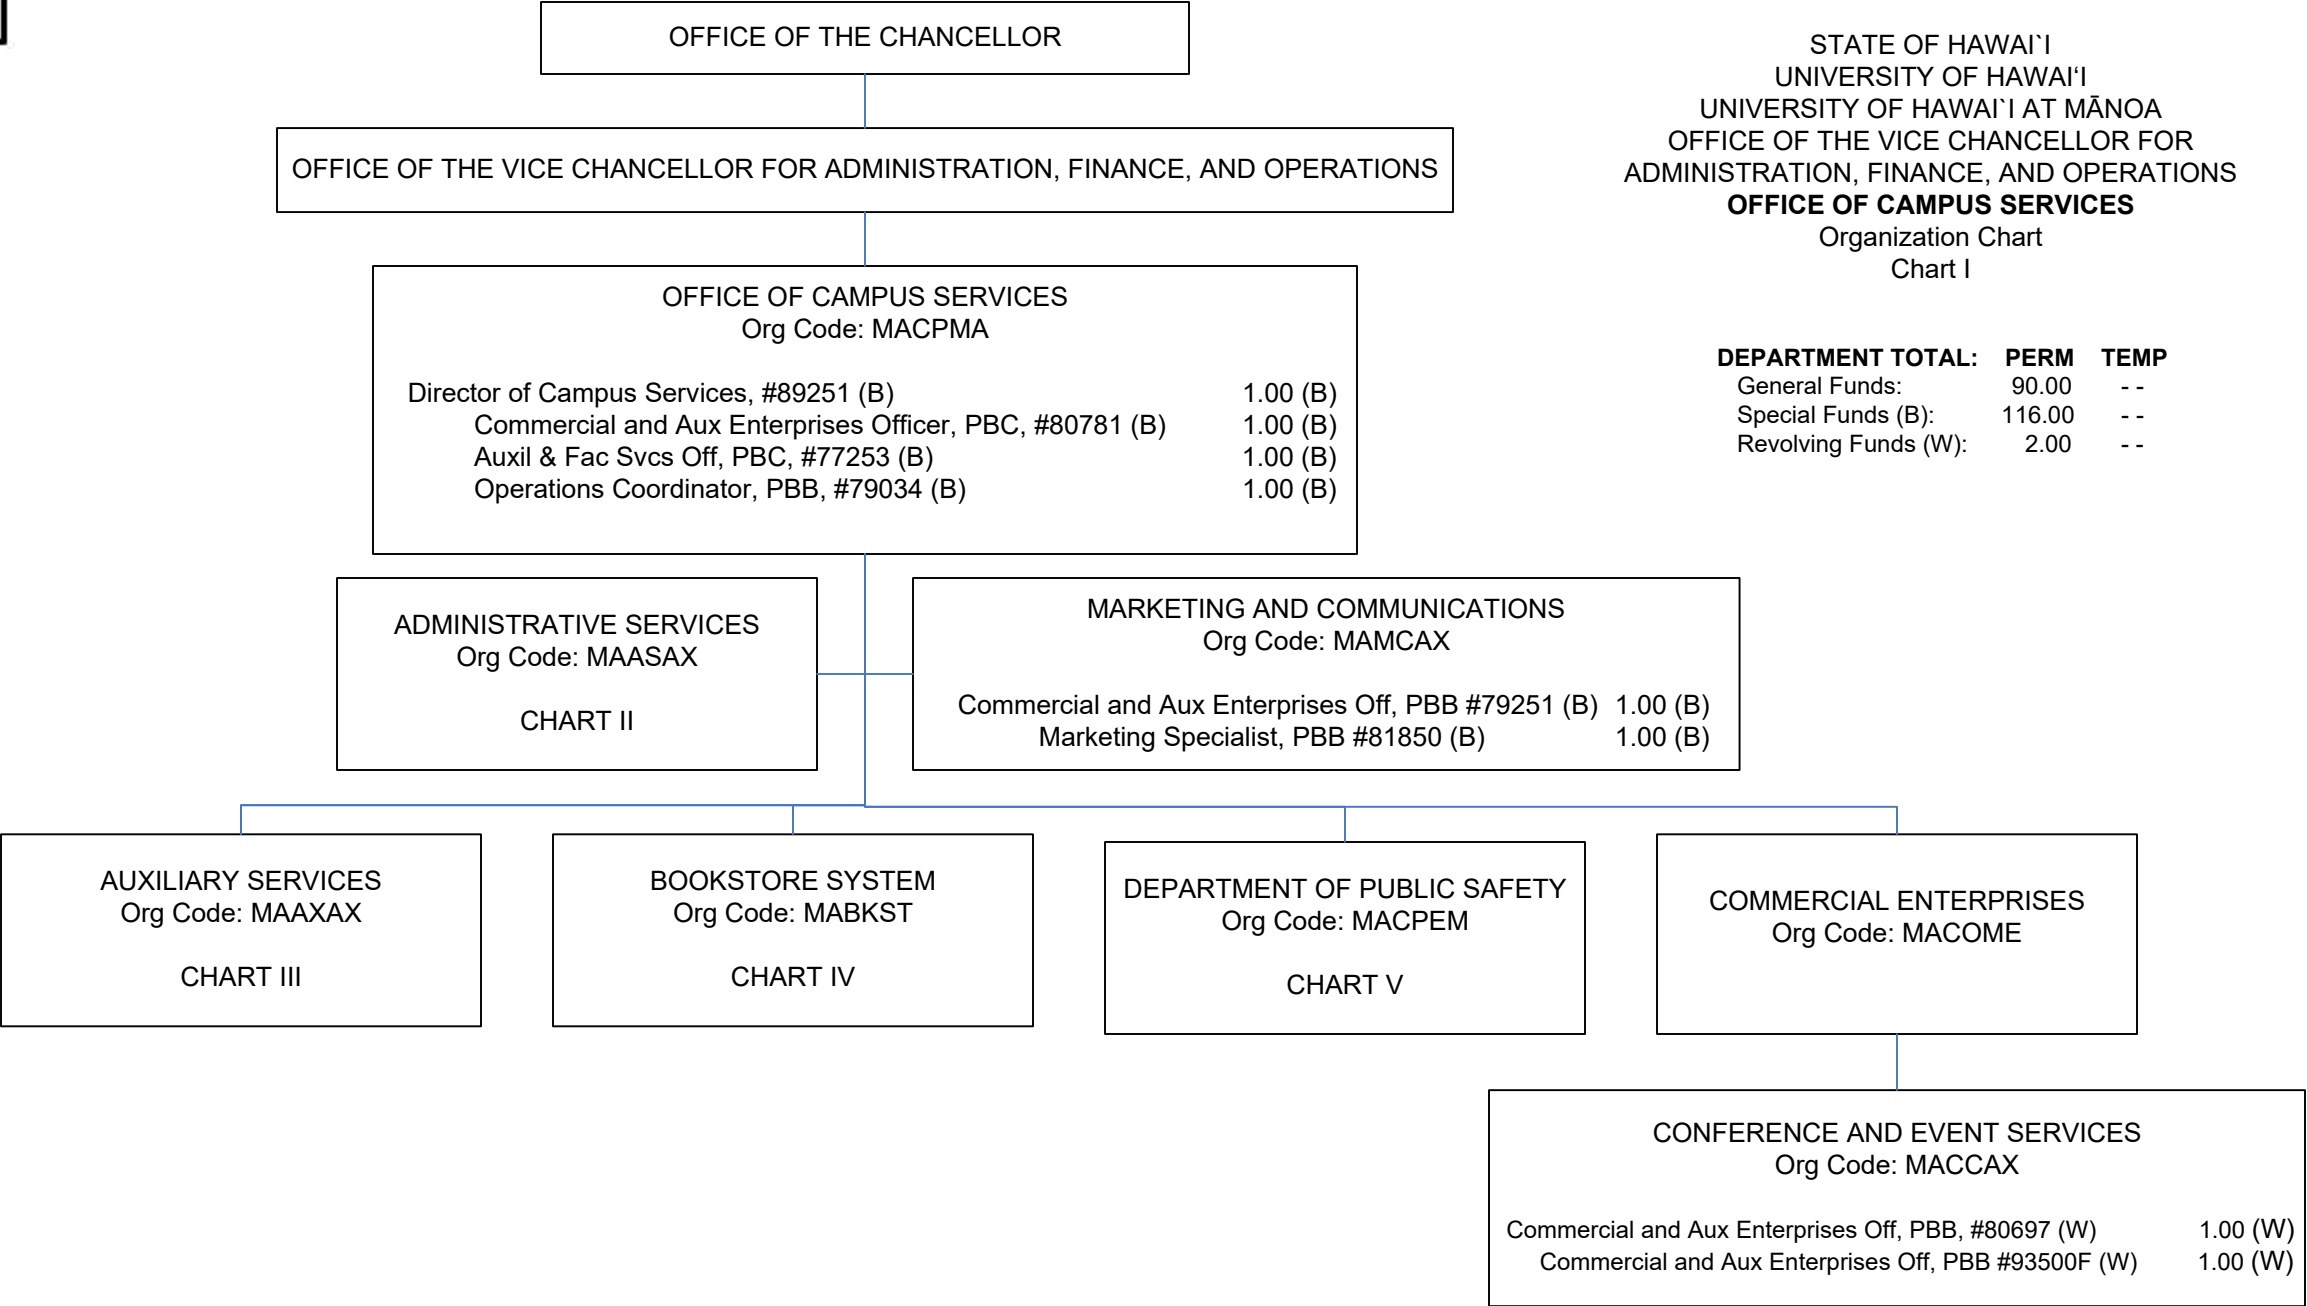 OFFICE OF THE CHANCELLOR
STATE OF HAWAI`I
UNIVERSITY OF HAWAI‘I
UNIVERSITY OF HAWAI`I AT MĀNOA
OFFICE OF THE VICE CHANCELLOR FOR
ADMINISTRATION, FINANCE, AND OPERATIONS
OFFICE OF CAMPUS SERVICES
Organization Chart
Chart I
OFFICE OF THE VICE CHANCELLOR FOR ADMINISTRATION, FINANCE, AND OPERATIONS
OFFICE OF CAMPUS SERVICES
Org Code: MACPMA
Director of Campus Services, #89251 (B) 1.00 (B)
Commercial and Aux Enterprises Officer, PBC, #80781 (B) 1.00 (B)
Auxil & Fac Svcs Off, PBC, #77253 (B) 1.00 (B)
Operations Coordinator, PBB, #79034 (B) 1.00 (B)
DEPARTMENT TOTAL: PERM TEMP
General Funds: 90.00 - -
Special Funds (B): 116.00 - -
Revolving Funds (W): 2.00 - -
ADMINISTRATIVE SERVICES
Org Code: MAASAX
CHART II
MARKETING AND COMMUNICATIONS
Org Code: MAMCAX
Commercial and Aux Enterprises Off, PBB #79251 (B) 1.00 (B)
Marketing Specialist, PBB #81850 (B) 1.00 (B)
AUXILIARY SERVICES
Org Code: MAAXAX
CHART III
BOOKSTORE SYSTEM
Org Code: MABKST
CHART IV
DEPARTMENT OF PUBLIC SAFETY
Org Code: MACPEM
CHART V
COMMERCIAL ENTERPRISES
Org Code: MACOME
CONFERENCE AND EVENT SERVICES
Org Code: MACCAX
Commercial and Aux Enterprises Off, PBB, #80697 (W) 1.00 (W)
Commercial and Aux Enterprises Off, PBB #93500F (W) 1.00 (W)